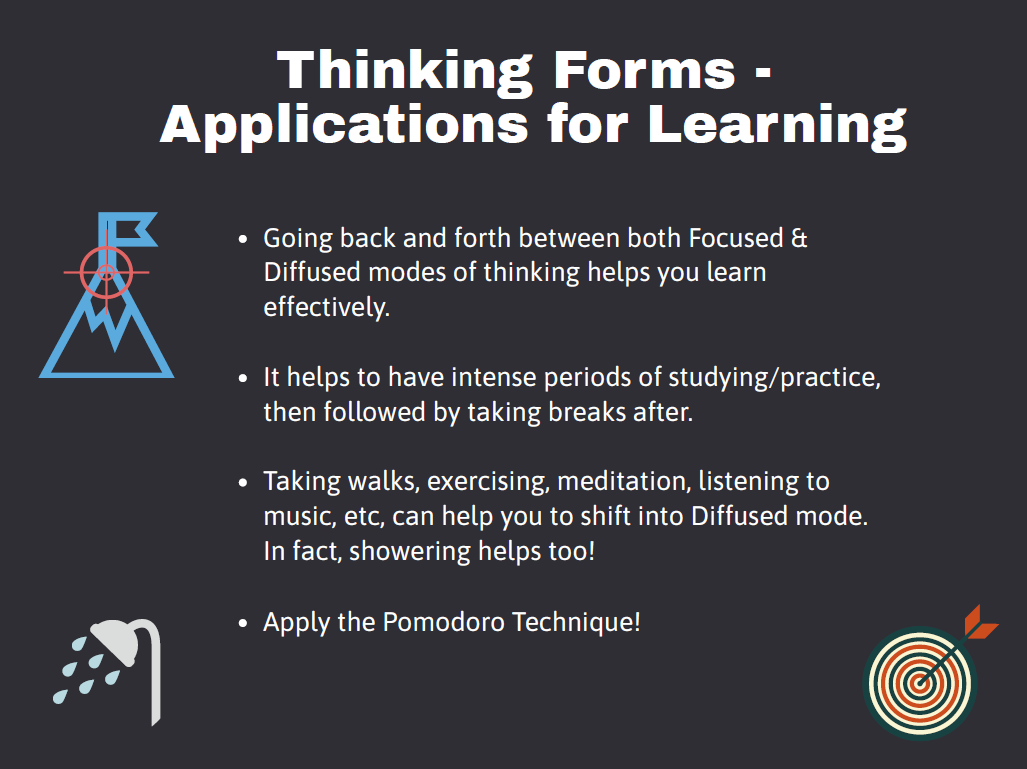 Thinking Forms -
Applications for Learning
• Going back and forth between both Focused &
Diffused modes of thinking helps you learn
effectively.
• It helps to have intense periods of studying/practice,
then followed by taking breaks after.
• Taking walks, exercising, meditation, listening to
music, etc, can help you to shift into Diffused mode.
In fact, showering helps too!
• Apply the Pomodoro Technique!